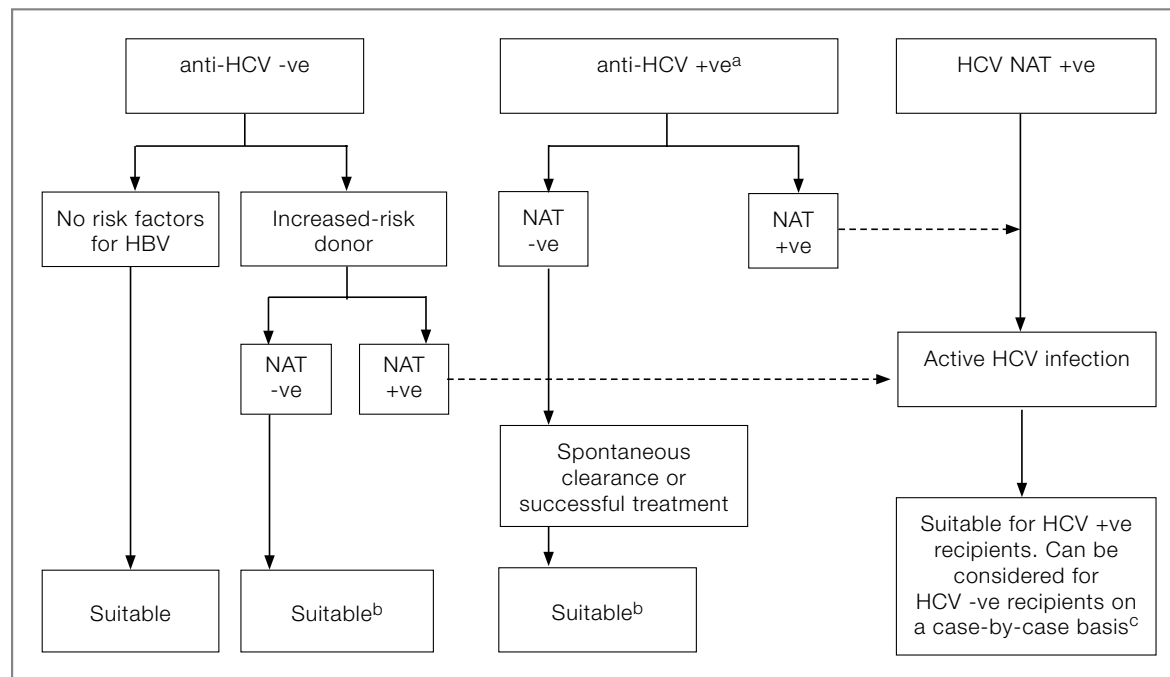 anti-HCV -ve
anti-HCV +veᵃ
HCV NAT +ve
No risk factors
for HBV
Increased-risk
donor
NAT
-ve
NAT
+ve
NAT
-ve
NAT
+ve
Active HCV infection
Spontaneous
clearance or
successful treatment
Suitable
Suitableᵇ
Suitableᵇ
Suitable for HCV +ve
recipients. Can be
considered for
HCV -ve recipients on
a case-by-case basisᶜ